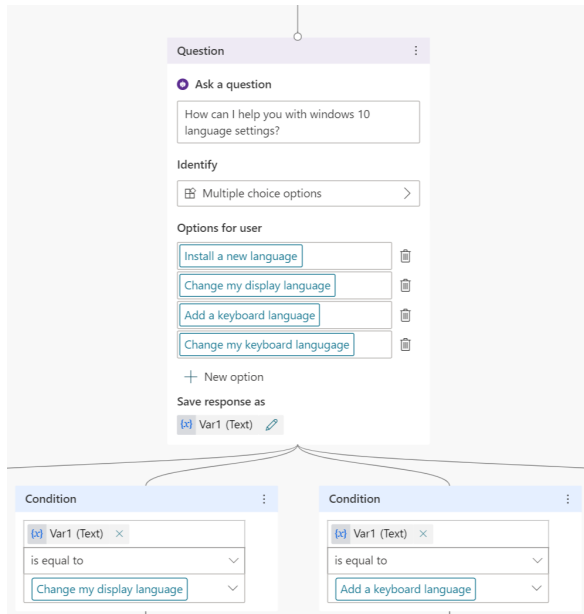 Question
Ask a question
How can I help you with windows 10
language settings?
Identify
Multiple choice options
Options for user
Install a new language
Change my display language
Add a keyboard language
Change my keyboard langugage
New option
Save response as
{x} Var1 (Text)
Condition
{x} Var1 (Text)
is equal to
Change my display language
Condition
{x} Var1 (Text)
is equal to
Add a keyboard language